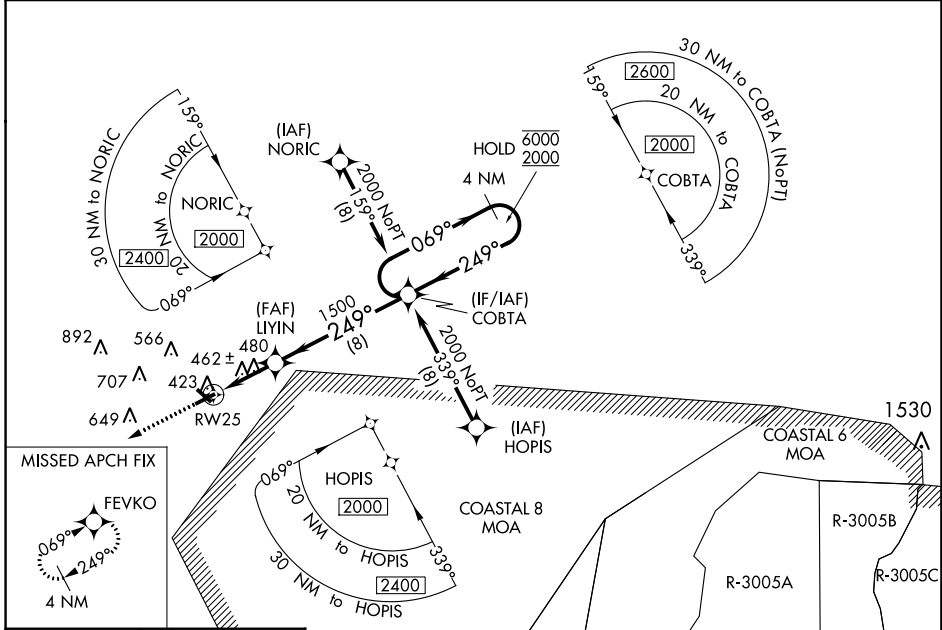 30 NM to COBTA (NoPT)
2600
159°
20 NM to COBTA
2000
COBTA
339°
159°
30 NM to NORIC
20 NM to NORIC
NORIC
2000
2400
069°
(IAF)
NORIC
2000 NoPT
159°
(8)
HOLD 6000
2000
4 NM
069°
249°
(IF/IAF)
COBTA
(FAF)
LIYIN
1500
249°
(8)
2000 NoPT
339°
(8)
(IAF)
HOPIS
892
566
462 ±
480
707
423
649
RW25
1530
COASTAL 6
MOA
COASTAL 8
MOA
R-3005B
R-3005A
R-3005C
069°
HOPIS
2000
20 NM to HOPIS
339°
2400
30 NM to HOPIS
MISSED APCH FIX
FEVKO
069°
249°
4 NM